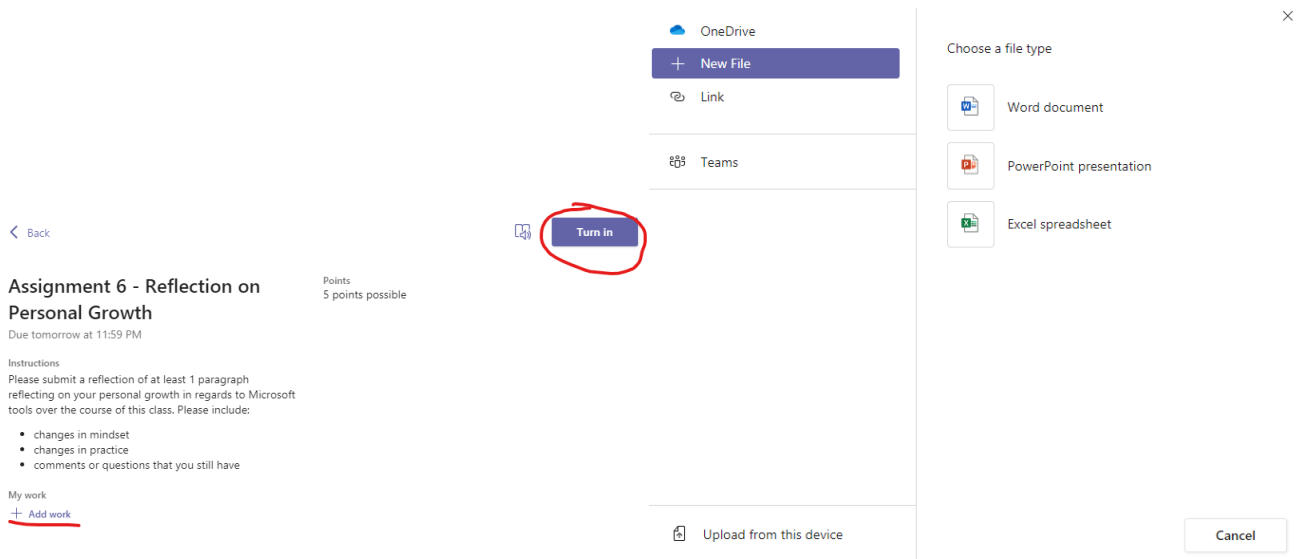 Back
Turn in
Assignment 6 - Reflection on
Personal Growth
Due tomorrow at 11:59 PM
Points
5 points possible
Instructions
Please submit a reflection of at least 1 paragraph
reflecting on your personal growth in regards to Microsoft
tools over the course of this class. Please include:
changes in mindset
changes in practice
comments or questions that you still have
My work
+ Add work
OneDrive
New File
Link
Teams
Upload from this device
Choose a file type
Word document
PowerPoint presentation
Excel spreadsheet
Cancel